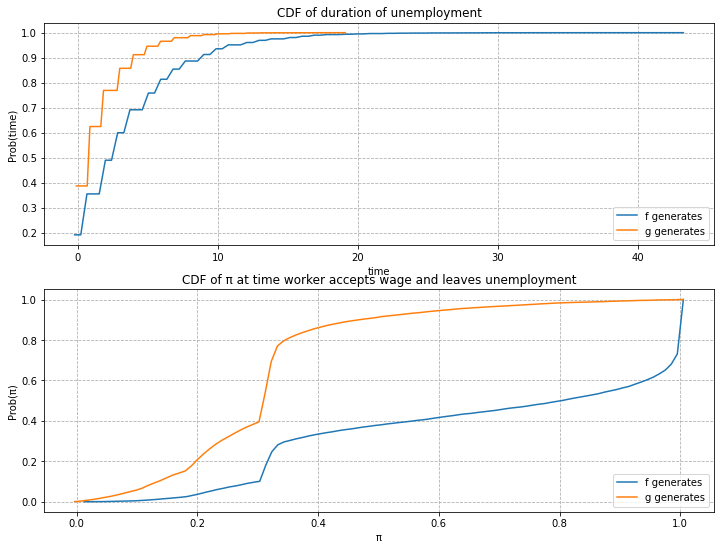 CDF of duration of unemployment
1.0
0.9
0.8
0.7
0.6
0.5
0.4
0.3
0.2
Prob(time)
f generates
g generates
0 10 20 30 40
time
CDF of π at time worker accepts wage and leaves unemployment
1.0
0.8
0.6
0.4
0.2
0.0
Prob(π)
f generates
g generates
0.0 0.2 0.4 0.6 0.8 1.0
π